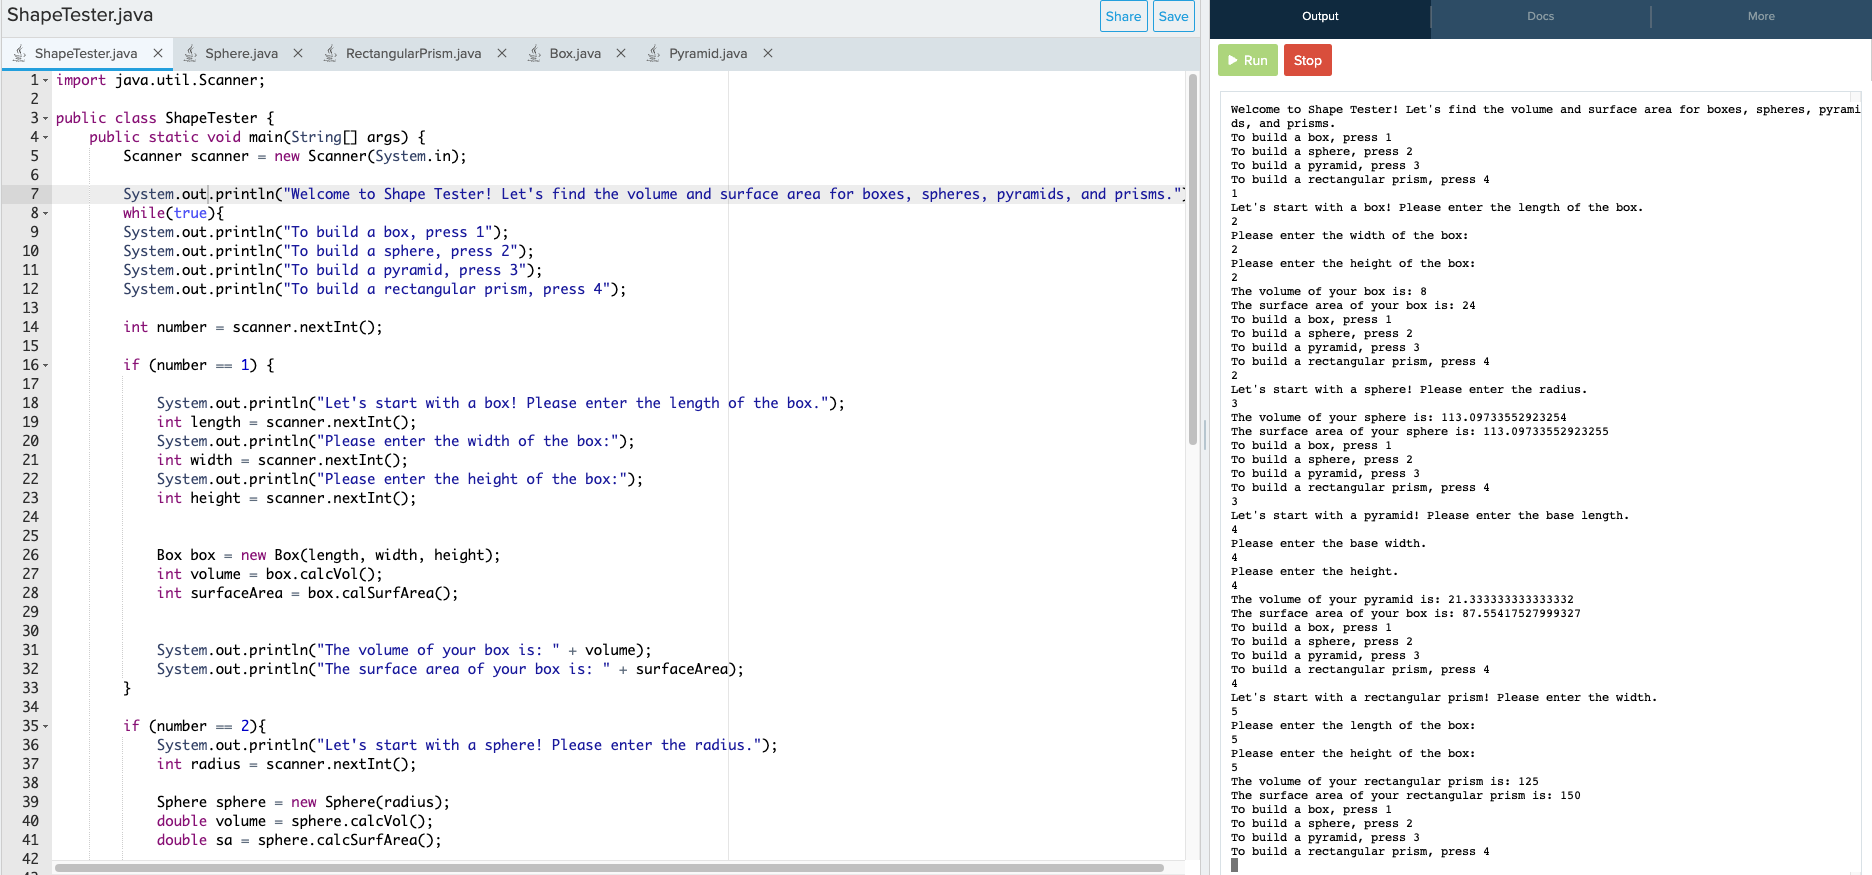 ShapeTester.java
Share
Save
ShapeTester.java
Sphere.java
RectangularPrism.java
Box.java
Pyramid.java
1 import java.util.Scanner;
2
3 public class ShapeTester {
4 public static void main(String[] args) {
5 Scanner scanner = new Scanner(System.in);
6
7 System.out.println("Welcome to Shape Tester! Let's find the volume and surface area for boxes, spheres, pyramids, and prisms.")
8 while(true){
9 System.out.println("To build a box, press 1");
10 System.out.println("To build a sphere, press 2");
11 System.out.println("To build a pyramid, press 3");
12 System.out.println("To build a rectangular prism, press 4");
13
14 int number = scanner.nextInt();
15
16 if (number == 1) {
17
18 System.out.println("Let's start with a box! Please enter the length of the box.");
19 int length = scanner.nextInt();
20 System.out.println("Please enter the width of the box:");
21 int width = scanner.nextInt();
22 System.out.println("Please enter the height of the box:");
23 int height = scanner.nextInt();
24
25
26 Box box = new Box(length, width, height);
27 int volume = box.calcVol();
28 int surfaceArea = box.calSurfArea();
29
30
31 System.out.println("The volume of your box is: " + volume);
32 System.out.println("The surface area of your box is: " + surfaceArea);
33 }
34
35 if (number == 2){
36 System.out.println("Let's start with a sphere! Please enter the radius.");
37 int radius = scanner.nextInt();
38
39 Sphere sphere = new Sphere(radius);
40 double volume = sphere.calcVol();
41 double sa = sphere.calcSurfArea();
42
Output
Docs
More
Run
Stop
Welcome to Shape Tester! Let's find the volume and surface area for boxes, spheres, pyrami
ds, and prisms.
To build a box, press 1
To build a sphere, press 2
To build a pyramid, press 3
To build a rectangular prism, press 4
1
Let's start with a box! Please enter the length of the box.
2
Please enter the width of the box:
2
Please enter the height of the box:
2
The volume of your box is: 8
The surface area of your box is: 24
To build a box, press 1
To build a sphere, press 2
To build a pyramid, press 3
To build a rectangular prism, press 4
2
Let's start with a sphere! Please enter the radius.
3
The volume of your sphere is: 113.09733552923254
The surface area of your sphere is: 113.09733552923255
To build a box, press 1
To build a sphere, press 2
To build a pyramid, press 3
To build a rectangular prism, press 4
3
Let's start with a pyramid! Please enter the base length.
4
Please enter the base width.
4
Please enter the height.
4
The volume of your pyramid is: 21.333333333333332
The surface area of your box is: 87.55417527999327
To build a box, press 1
To build a sphere, press 2
To build a pyramid, press 3
To build a rectangular prism, press 4
4
Let's start with a rectangular prism! Please enter the width.
5
Please enter the length of the box:
5
Please enter the height of the box:
5
The volume of your rectangular prism is: 125
The surface area of your rectangular prism is: 150
To build a box, press 1
To build a sphere, press 2
To build a pyramid, press 3
To build a rectangular prism, press 4